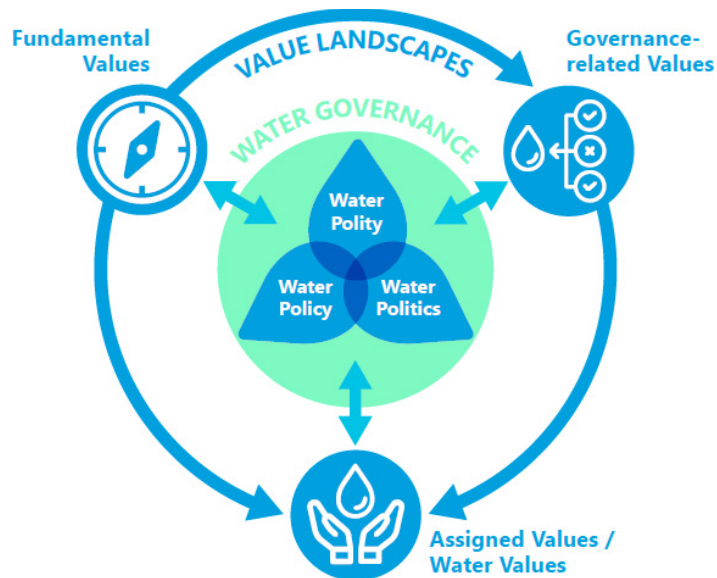 Fundamental
Values
VALUE LANDSCAPES
Governance-
related Values
WATER GOVERNANCE
Water
Polity
Water
Policy
Water
Politics
Assigned Values /
Water Values